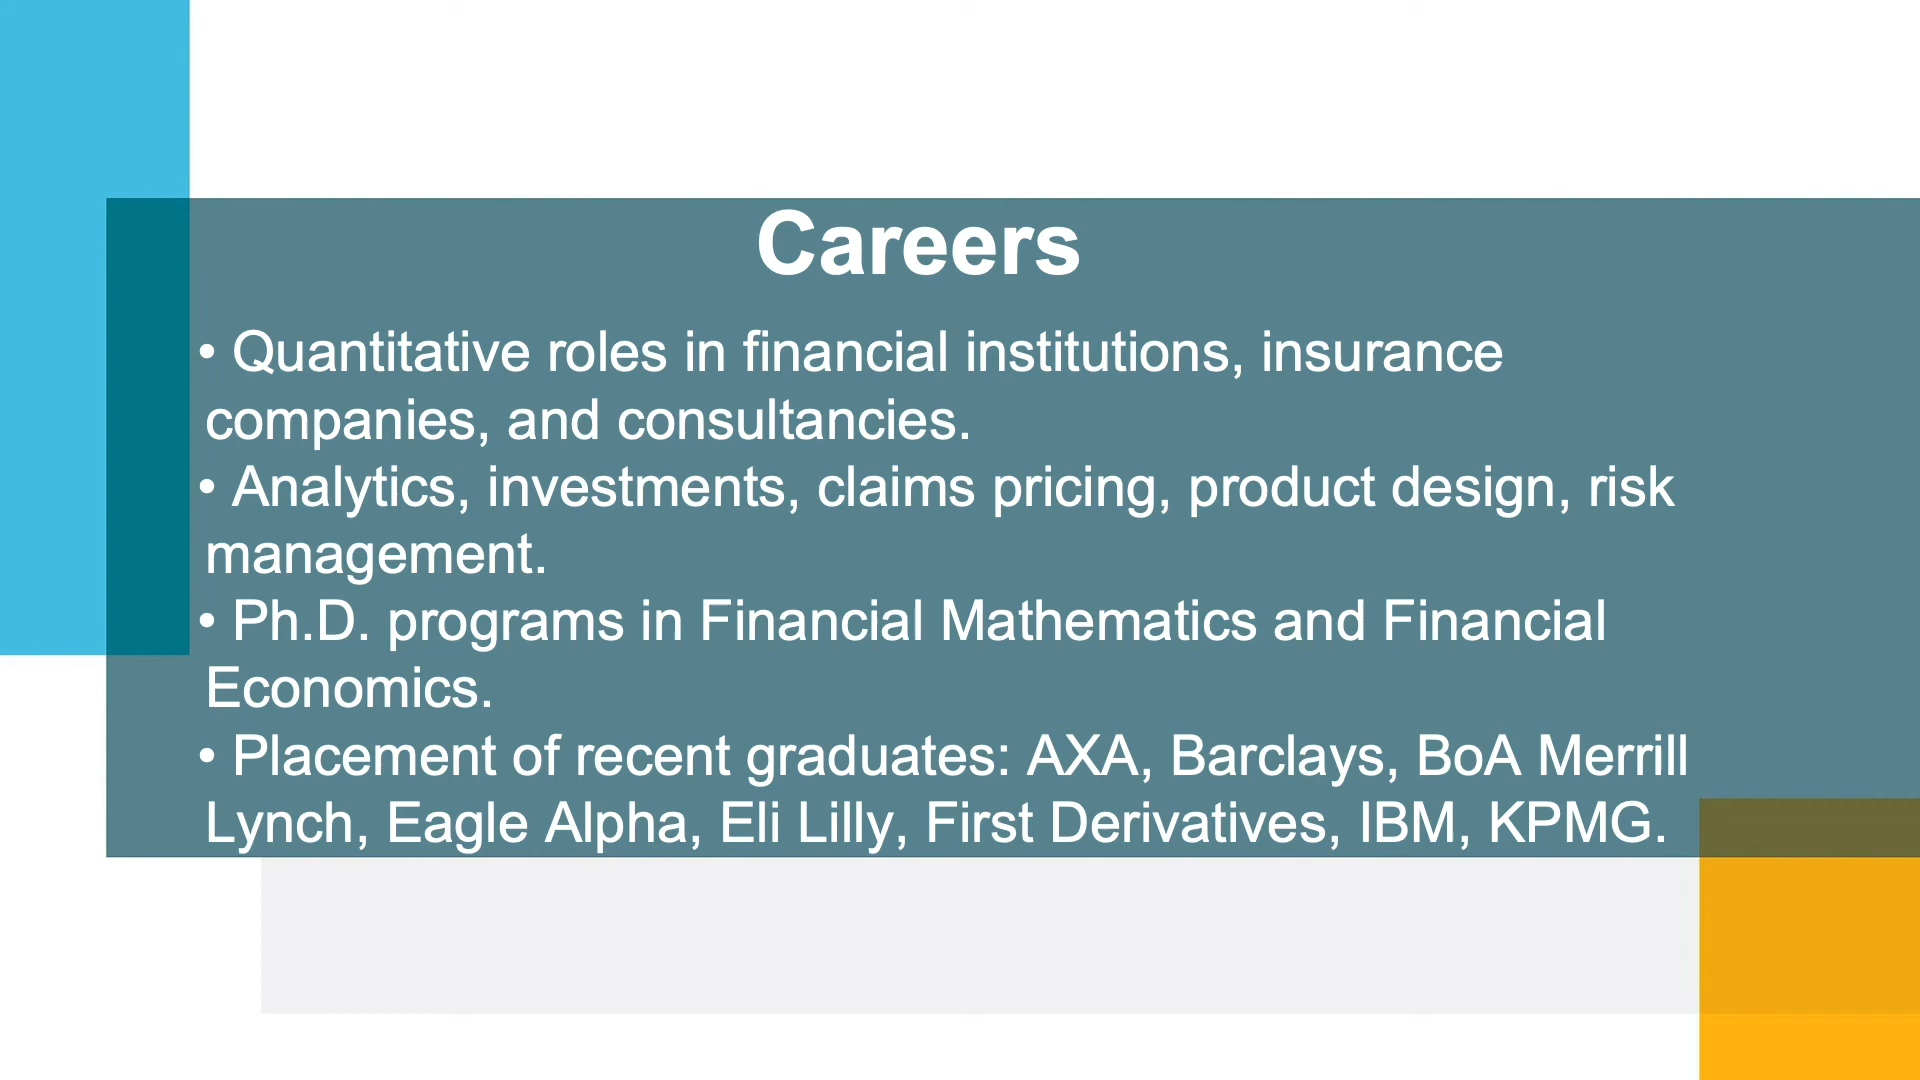 Careers
• Quantitative roles in financial institutions, insurance
companies, and consultancies.
• Analytics, investments, claims pricing, product design, risk
management.
• Ph.D. programs in Financial Mathematics and Financial
Economics.
• Placement of recent graduates: AXA, Barclays, BoA Merrill
Lynch, Eagle Alpha, Eli Lilly, First Derivatives, IBM, KPMG.